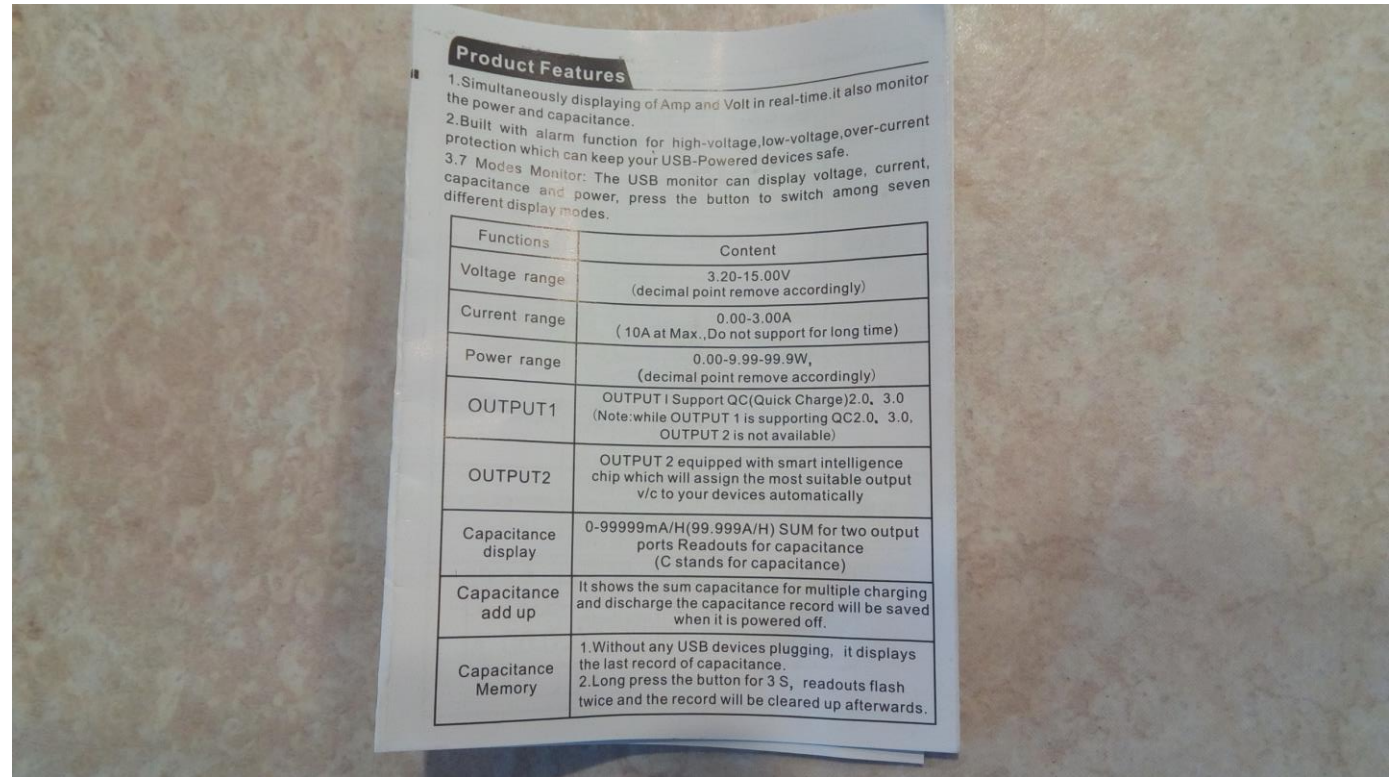 Product Features
1.Simultaneously displaying of Amp and Volt in real-time.it also monitor
the power and capacitance.
2.Built with alarm function for high-voltage,low-voltage,over-current
protection which can keep your USB-Powered devices safe.
3.7 Modes Monitor: The USB monitor can display voltage, current,
capacitance and power, press the button to switch among seven
different display modes.
Functions
Content
Voltage range
3.20-15.00V
(decimal point remove accordingly)
Current range
0.00-3.00A
( 10A at Max.,Do not support for long time)
Power range
0.00-9.99-99.9W,
(decimal point remove accordingly)
OUTPUT1
OUTPUT I Support QC(Quick Charge)2.0, 3.0
(Note:while OUTPUT 1 is supporting QC2.0, 3.0,
OUTPUT 2 is not available)
OUTPUT2
OUTPUT 2 equipped with smart intelligence
chip which will assign the most suitable output
v/c to your devices automatically
Capacitance
display
0-99999mA/H(99.999A/H) SUM for two output
ports Readouts for capacitance
(C stands for capacitance)
Capacitance
add up
It shows the sum capacitance for multiple charging
and discharge the capacitance record will be saved
when it is powered off.
Capacitance
Memory
1.Without any USB devices plugging, it displays
the last record of capacitance.
2.Long press the button for 3 S, readouts flash
twice and the record will be cleared up afterwards.